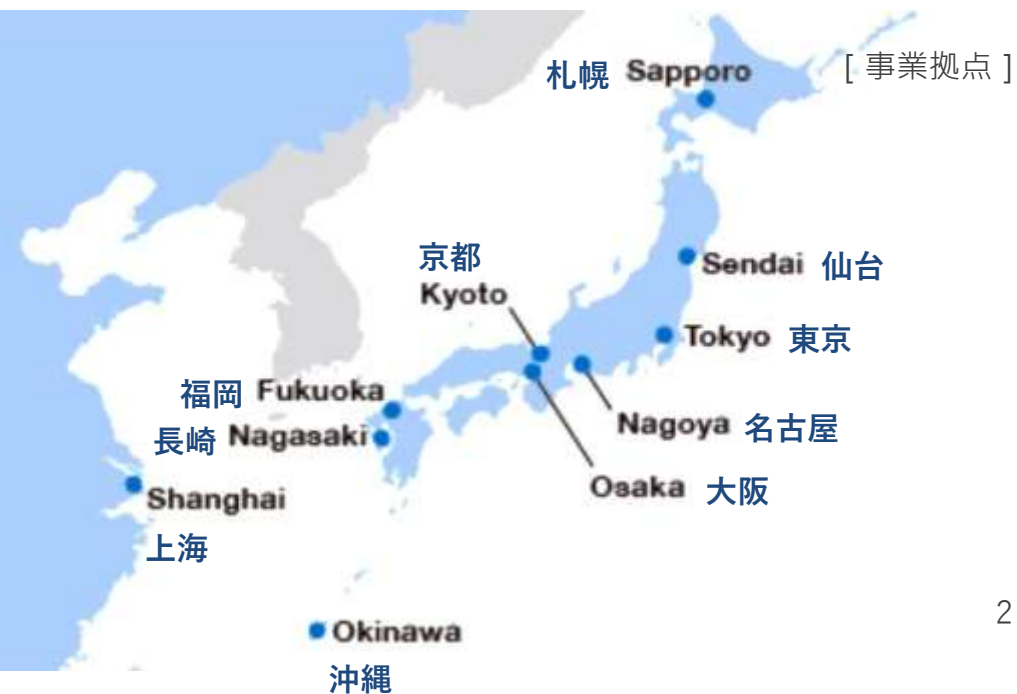 札幌 Sapporo
[ 事業拠点 ]
京都
Kyoto
Sendai 仙台
Tokyo 東京
福岡 Fukuoka
長崎 Nagasaki
Nagoya 名古屋
Osaka 大阪
Shanghai
上海
Okinawa
沖縄
2